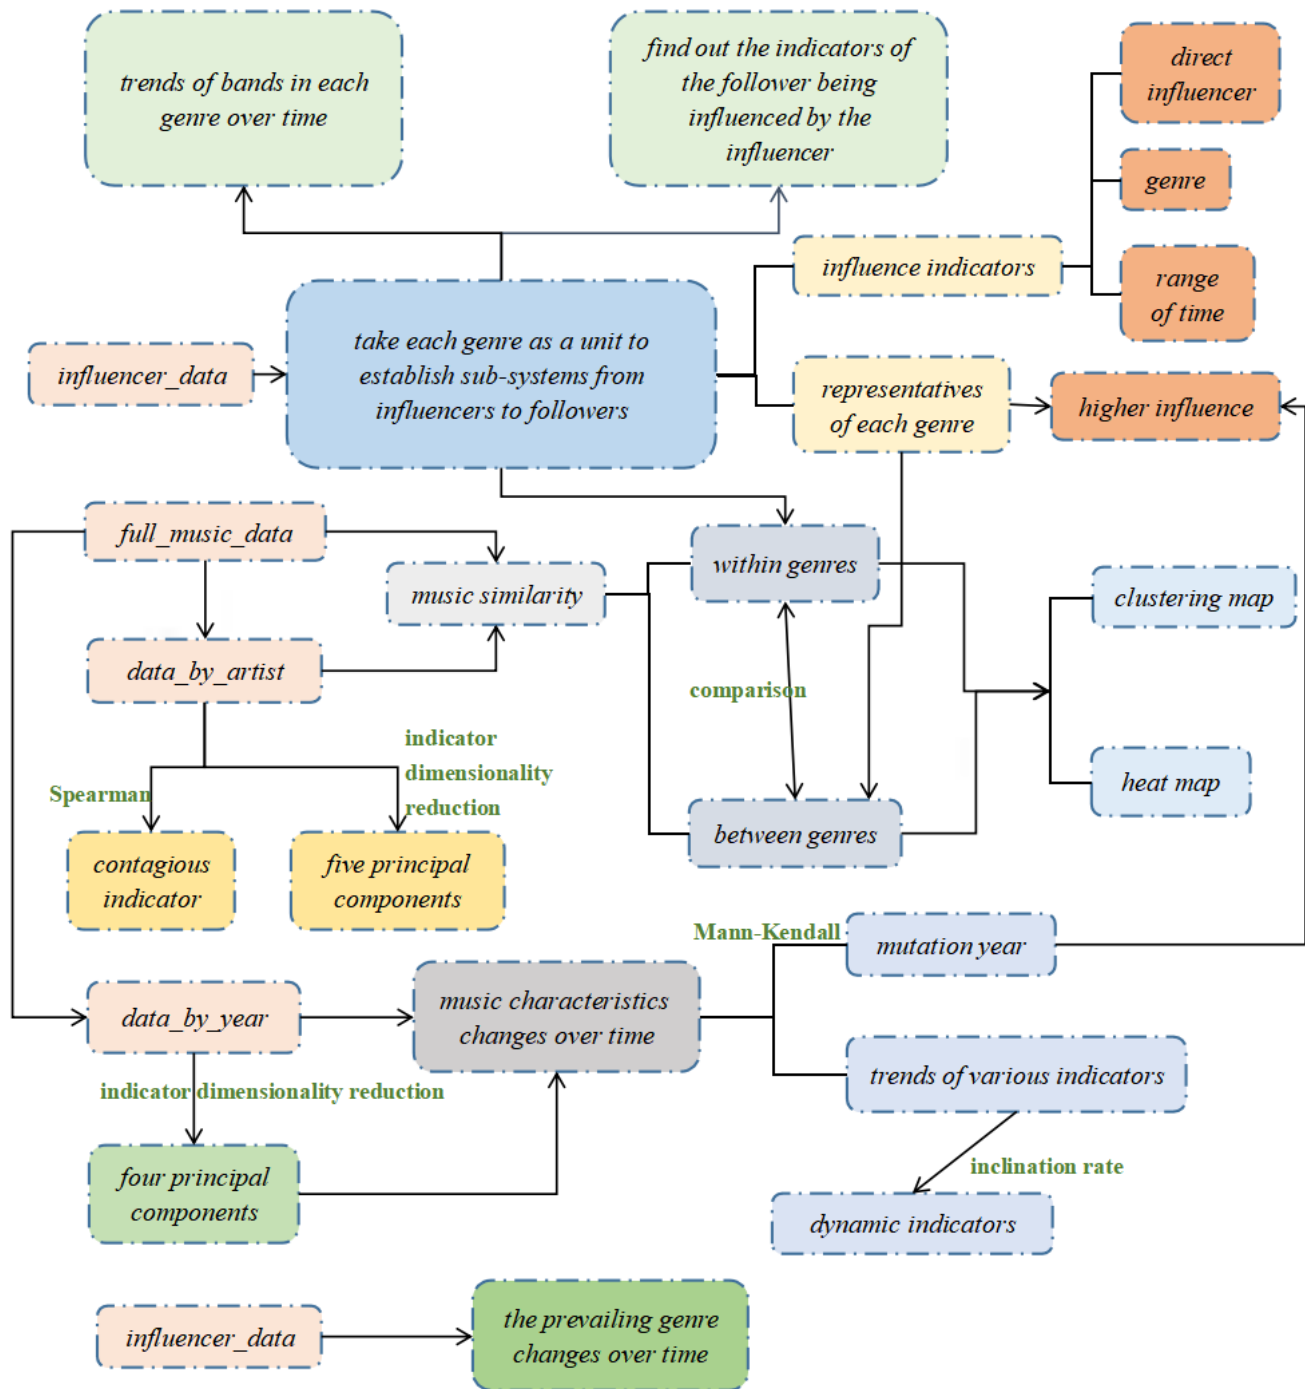 trends of bands in each
genre over time
find out the indicators of
the follower being
influenced by the
influencer
direct
influencer
genre
range
of time
influence indicators
influencer_data
take each genre as a unit to
establish sub-systems from
influencers to followers
representatives
of each genre
higher influence
full_music_data
music similarity
within genres
clustering map
data_by_artist
comparison
indicator
dimensionality
reduction
Spearman
heat map
between genres
contagious
indicator
five principal
components
Mann-Kendall
mutation year
data_by_year
music characteristics
changes over time
trends of various indicators
indicator dimensionality reduction
four principal
components
inclination rate
dynamic indicators
influencer_data
the prevailing genre
changes over time